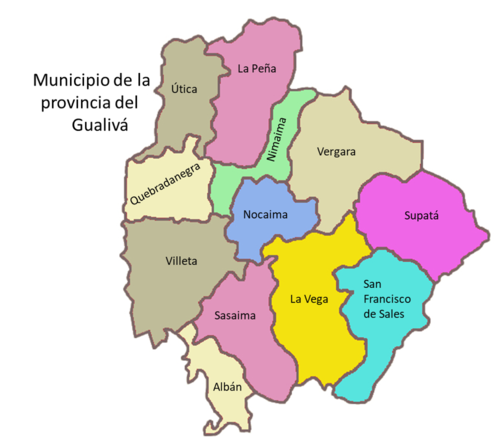 Municipio de la
provincia del
Gualivá
La Peña
Útica
Nimaima
Vergara
Quebradanegra
Nocaima
Supatá
Villeta
La Vega
San
Francisco
de Sales
Sasaima
Albán